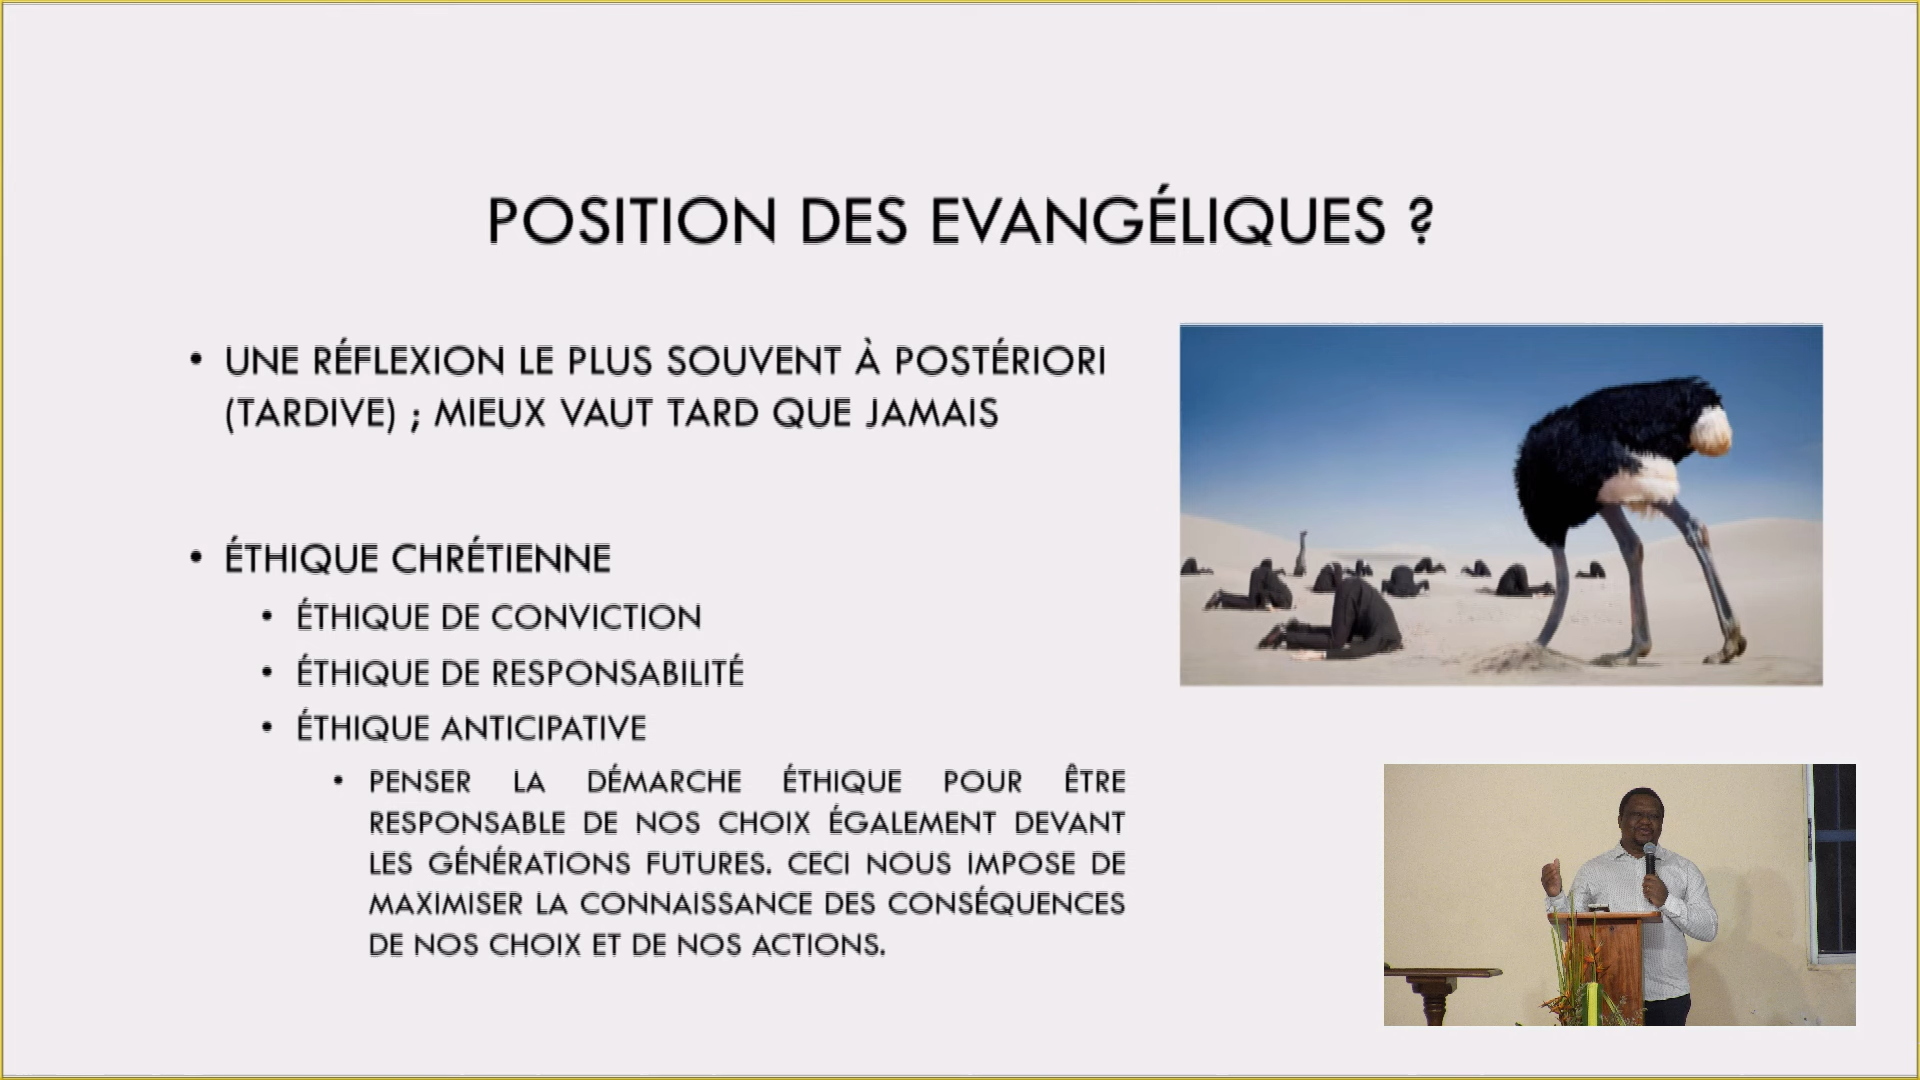 POSITION DES EVANGÉLIQUES ?
• UNE RÉFLEXION LE PLUS SOUVENT À POSTÉRIORI
(TARDIVE) ; MIEUX VAUT TARD QUE JAMAIS
• ÉTHIQUE CHRÉTIENNE
• ÉTHIQUE DE CONVICTION
• ÉTHIQUE DE RESPONSABILITÉ
• ÉTHIQUE ANTICIPATIVE
• PENSER LA DÉMARCHE ÉTHIQUE POUR ÊTRE
RESPONSABLE DE NOS CHOIX ÉGALEMENT DEVANT
LES GÉNÉRATIONS FUTURES. CECI NOUS IMPOSE DE
MAXIMISER LA CONNAISSANCE DES CONSÉQUENCES
DE NOS CHOIX ET DE NOS ACTIONS.